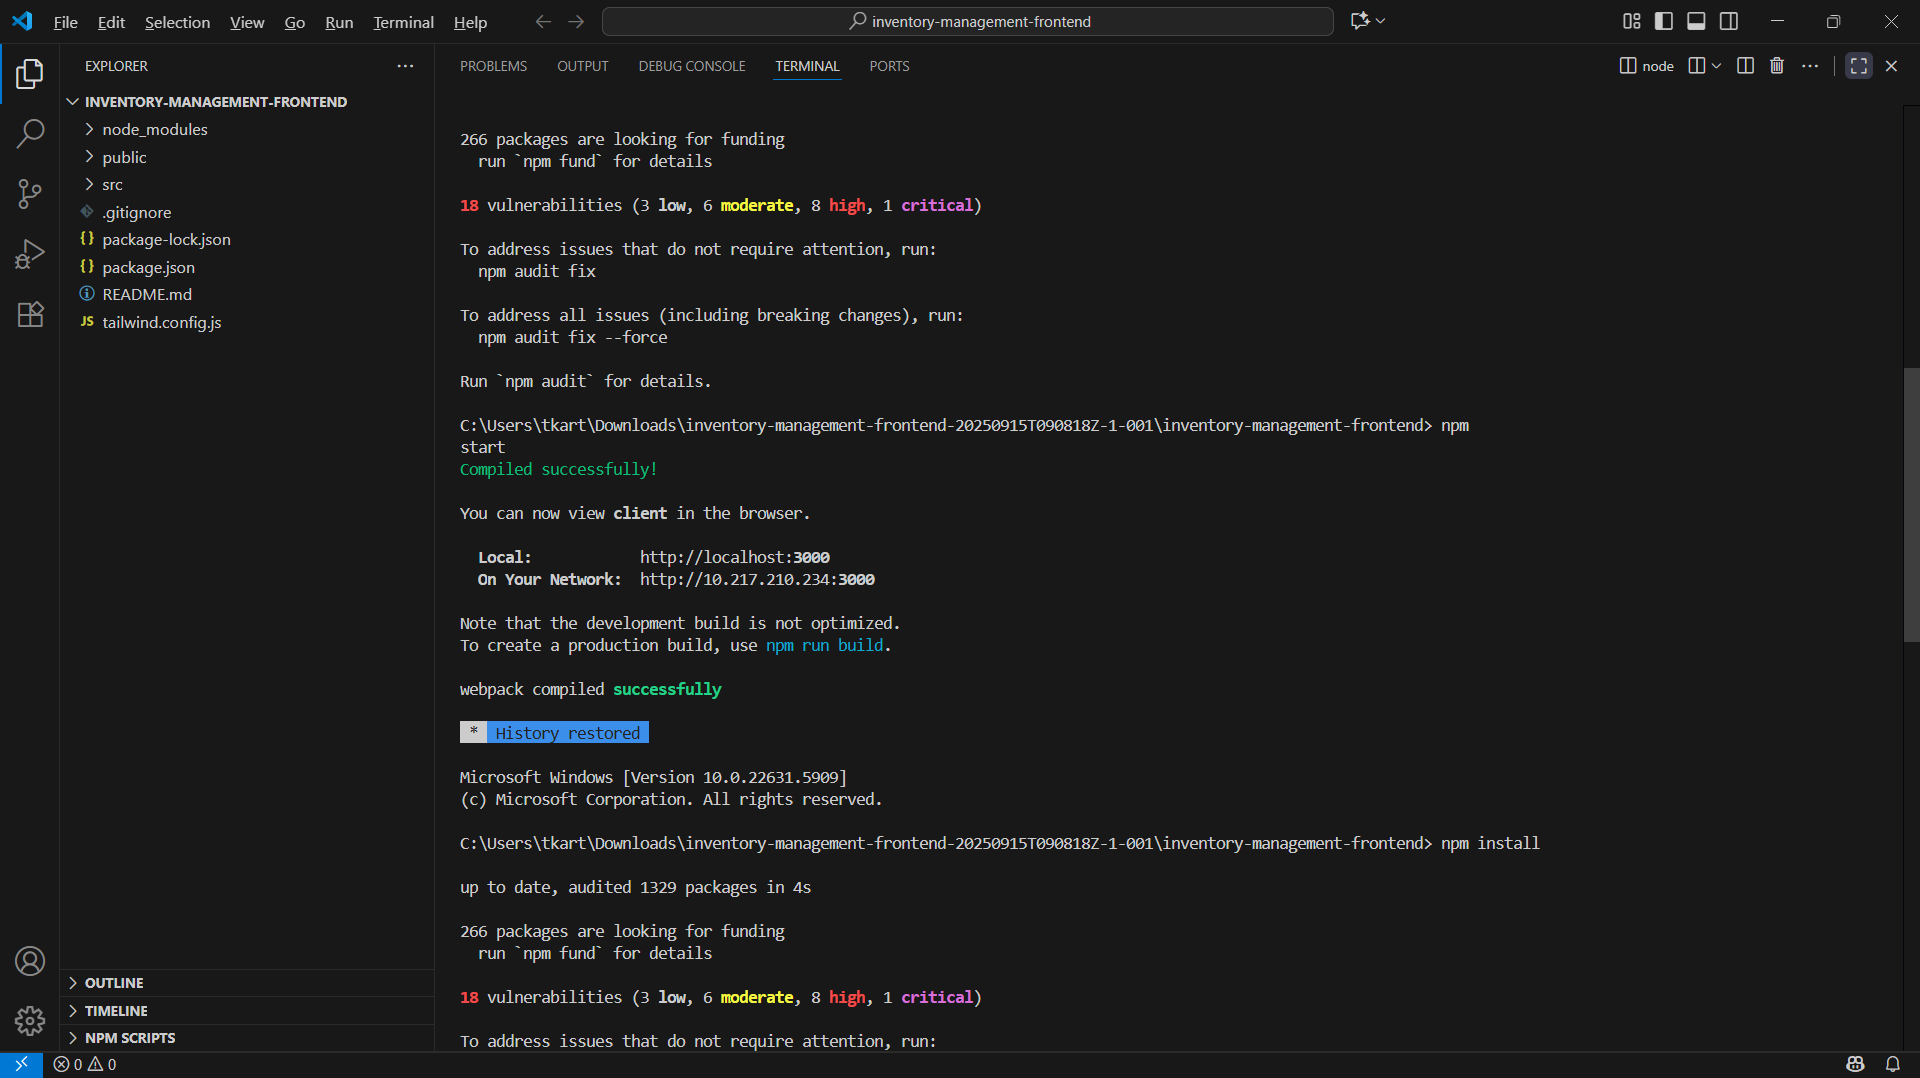 File Edit Selection View Go Run Terminal Help
inventory-management-frontend
EXPLORER
INVENTORY-MANAGEMENT-FRONTEND
node_modules
public
src
.gitignore
package-lock.json
package.json
README.md
JS tailwind.config.js
OUTLINE
TIMELINE
NPM SCRIPTS
PROBLEMS OUTPUT DEBUG CONSOLE TERMINAL PORTS
node
266 packages are looking for funding
run `npm fund` for details
18 vulnerabilities (3 low, 6 moderate, 8 high, 1 critical)
To address issues that do not require attention, run:
npm audit fix
To address all issues (including breaking changes), run:
npm audit fix --force
Run `npm audit` for details.
C:\Users\tkart\Downloads\inventory-management-frontend-20250915T090818Z-1-001\inventory-management-frontend> npm
start
Compiled successfully!
You can now view client in the browser.
Local: http://localhost:3000
On Your Network: http://10.217.210.234:3000
Note that the development build is not optimized.
To create a production build, use npm run build.
webpack compiled successfully
* History restored
Microsoft Windows [Version 10.0.22631.5909]
(c) Microsoft Corporation. All rights reserved.
C:\Users\tkart\Downloads\inventory-management-frontend-20250915T090818Z-1-001\inventory-management-frontend> npm install
up to date, audited 1329 packages in 4s
266 packages are looking for funding
run `npm fund` for details
18 vulnerabilities (3 low, 6 moderate, 8 high, 1 critical)
To address issues that do not require attention, run:
0 0